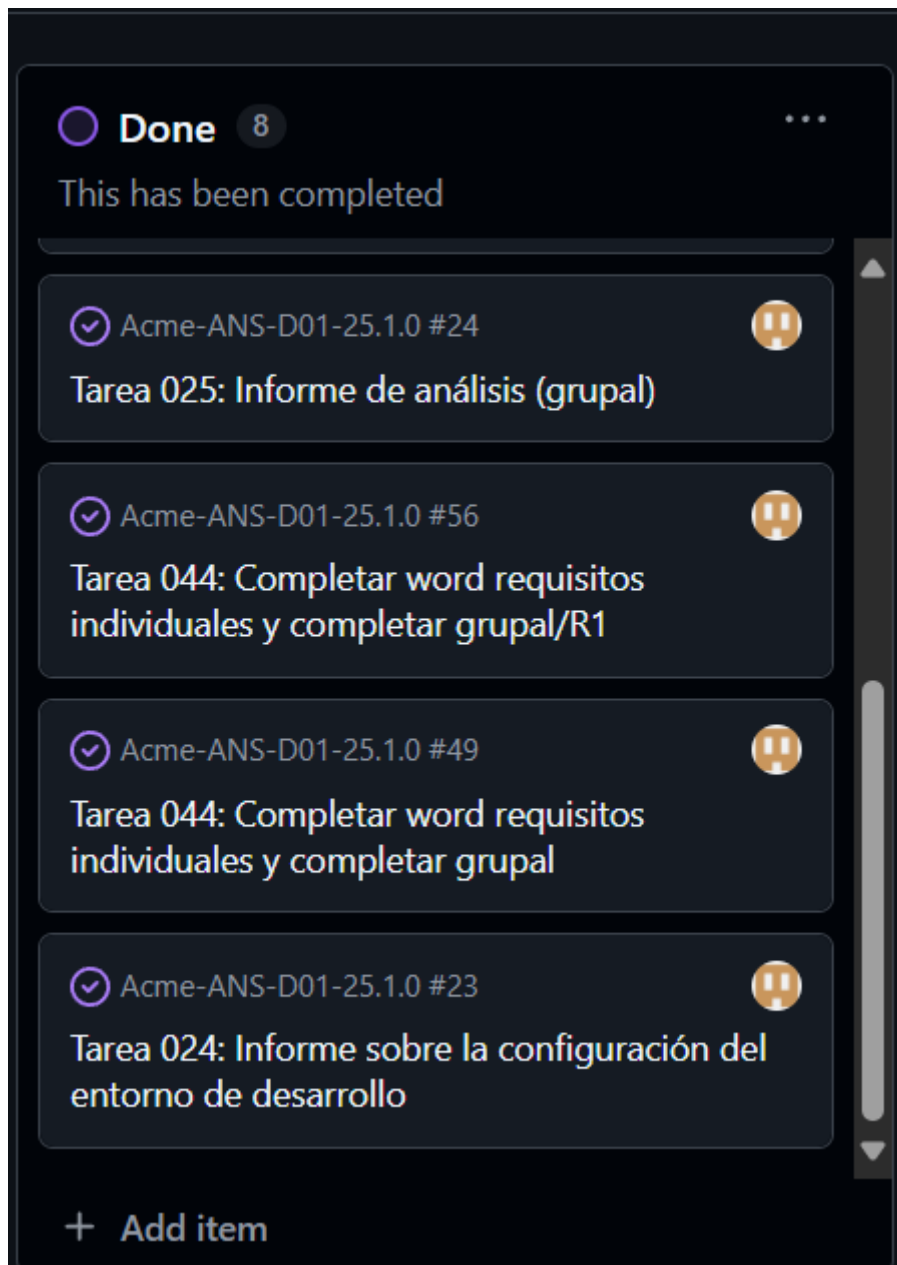 Done 8
This has been completed
Acme-ANS-D01-25.1.0 #24
Tarea 025: Informe de análisis (grupal)
Acme-ANS-D01-25.1.0 #56
Tarea 044: Completar word requisitos
individuales y completar grupal/R1
Acme-ANS-D01-25.1.0 #49
Tarea 044: Completar word requisitos
individuales y completar grupal
Acme-ANS-D01-25.1.0 #23
Tarea 024: Informe sobre la configuración del
entorno de desarrollo
+ Add item